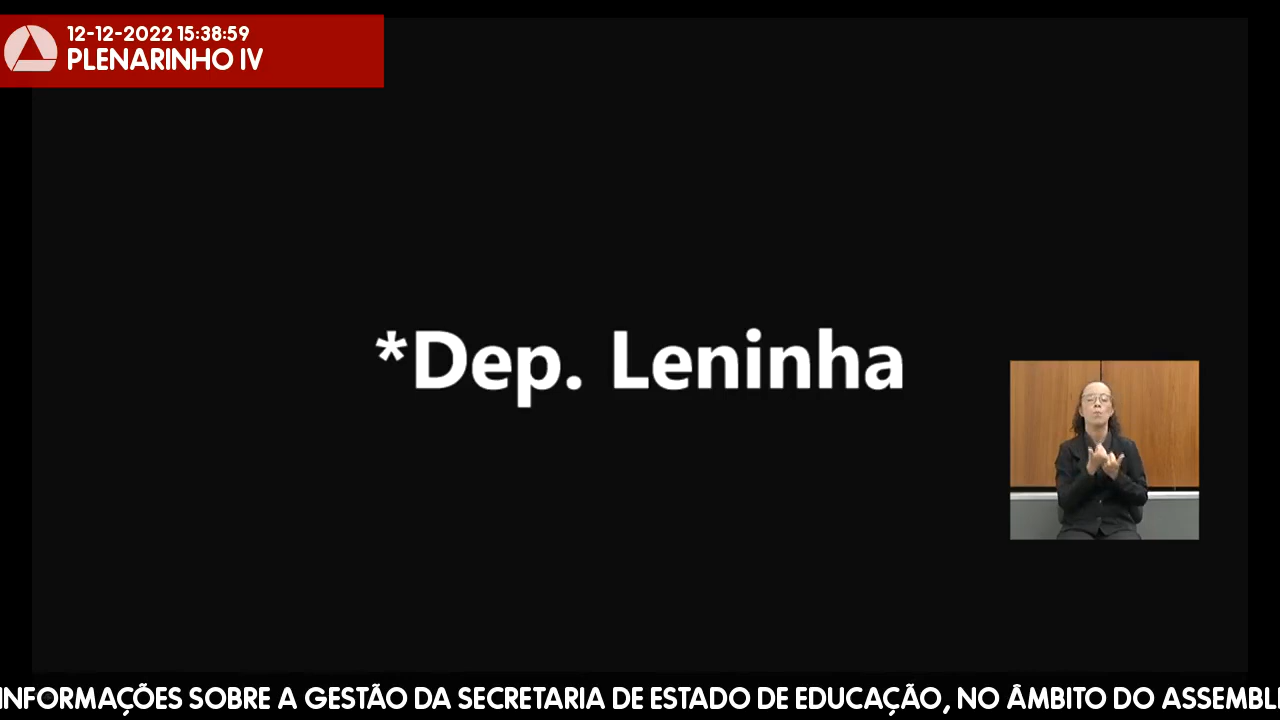 12-12-2022 15:38:59
PLENARINHO IV
*Dep. Leninha
INFORMAÇÕES SOBRE A GESTÃO DA SECRETARIA DE ESTADO DE EDUCAÇÃO, NO ÂMBITO DO ASSEMBL